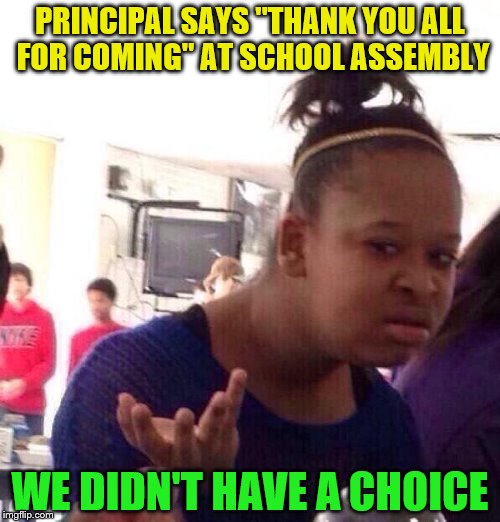 PRINCIPAL SAYS "THANK YOU ALL
FOR COMING" AT SCHOOL ASSEMBLY
WE DIDN'T HAVE A CHOICE
imgflip.com